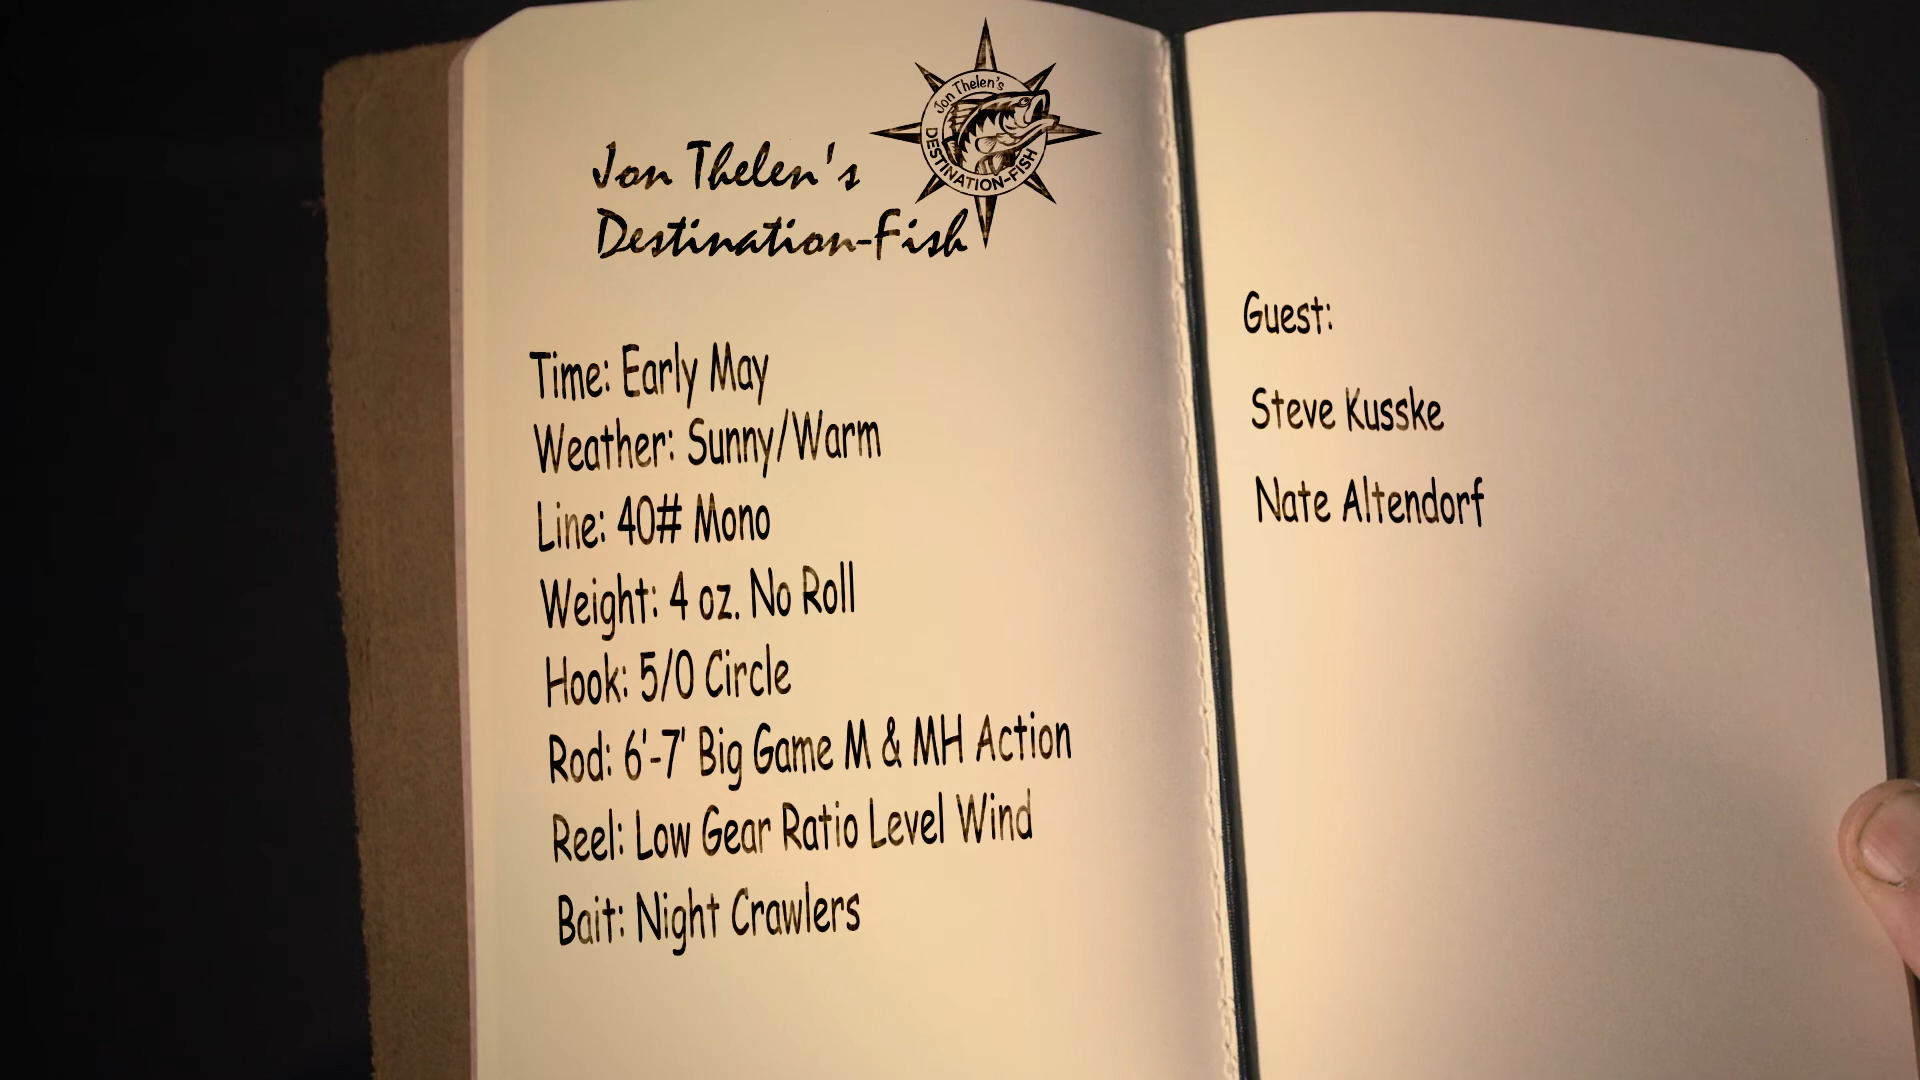 Jon Thelen's
DESTINATION-FISH
Jon Thelen's
Destination-Fish
Time: Early May
Weather: Sunny/Warm
Line: 40# Mono
Weight: 4 oz. No Roll
Hook: 5/0 Circle
Rod: 6'-7' Big Game M & MH Action
Reel: Low Gear Ratio Level Wind
Bait: Night Crawlers
Guest:
Steve Kusske
Nate Altendorf